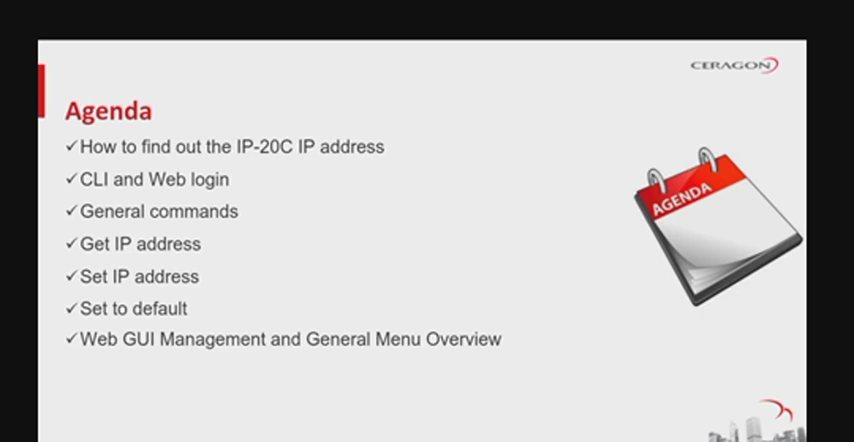 CERAGON
Agenda
✓How to find out the IP-20C IP address
✓CLI and Web login
✓General commands
✓Get IP address
✓Set IP address
✓Set to default
✓Web GUI Management and General Menu Overview
AGENDA